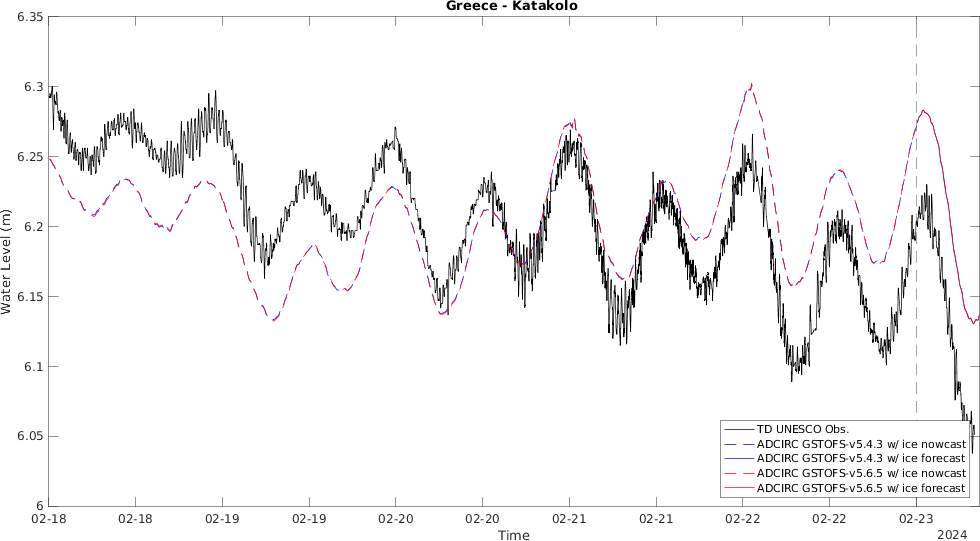 Greece - Katakolo
6.35
6.3
6.25
6.2
6.15
6.1
6.05
6
Water Level (m)
TD UNESCO Obs.
ADCIRC GSTOFS-v5.4.3 w/ ice nowcast
ADCIRC GSTOFS-v5.4.3 w/ ice forecast
ADCIRC GSTOFS-v5.6.5 w/ ice nowcast
ADCIRC GSTOFS-v5.6.5 w/ ice forecast
02-18 02-18 02-19 02-19 02-20 02-20 02-21 02-21 02-22 02-22 02-23
Time
2024